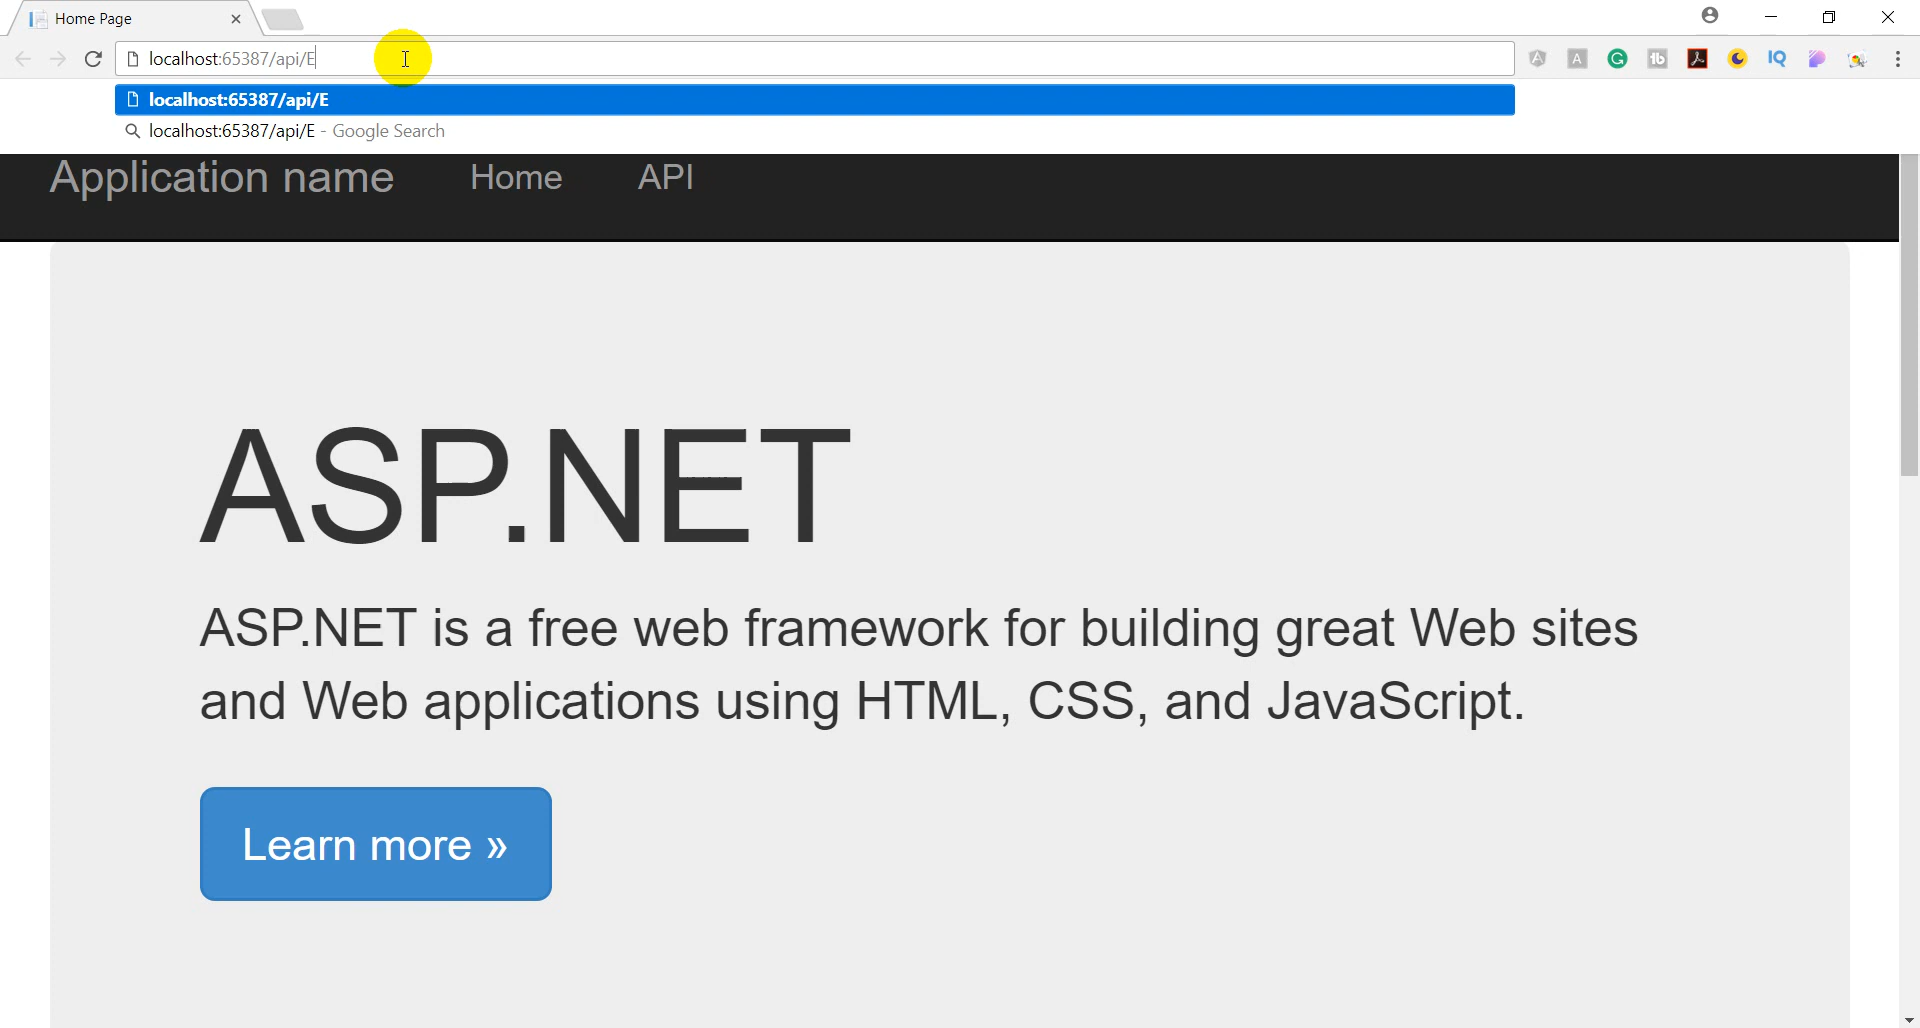 Home Page
localhost:65387/api/E
localhost:65387/api/E
localhost:65387/api/E - Google Search
Application name Home API
ASP.NET
ASP.NET is a free web framework for building great Web sites
and Web applications using HTML, CSS, and JavaScript.
Learn more »